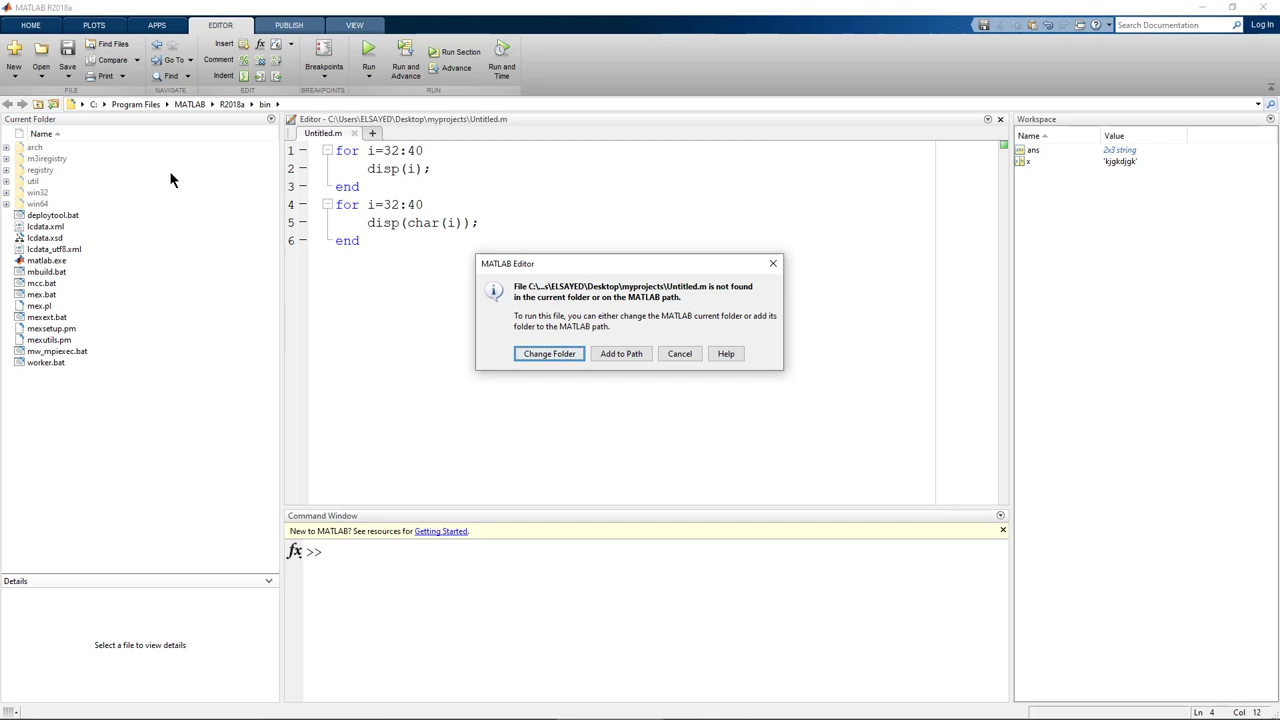 MATLAB R2018a
HOME PLOTS APPS EDITOR PUBLISH VIEW Search Documentation Log In
New Open Save Find Files Compare Print Go To Find Insert fx Comment Indent Breakpoints Run Run and Advance Run Section Advance Run and Time
FILE NAVIGATE EDIT BREAKPOINTS RUN
C: Program Files MATLAB R2018a bin
Current Folder
Name
arch
m3iregistry
registry
util
win32
win64
deploytool.bat
lcdata.xml
lcdata.xsd
lcdata_utf8.xml
matlab.exe
mbuild.bat
mcc.bat
mex.bat
mex.pl
mexext.bat
mexsetup.pm
mexutils.pm
mw_mpiexec.bat
worker.bat
Details
Select a file to view details
Editor - C:\Users\ELSAYED\Desktop\myprojects\Untitled.m
Untitled.m
1 for i=32:40
2 disp(i);
3 end
4 for i=32:40
5 disp(char(i));
6 end
MATLAB Editor
File C:\...s\ELSAYED\Desktop\myprojects\Untitled.m is not found
in the current folder or on the MATLAB path.
To run this file, you can either change the MATLAB current folder or add its
folder to the MATLAB path.
Change Folder Add to Path Cancel Help
Command Window
New to MATLAB? See resources for Getting Started.
fx >>
Workspace
Name Value
ans 2x3 string
x 'kjgkdjgk'
Ln 4 Col 12